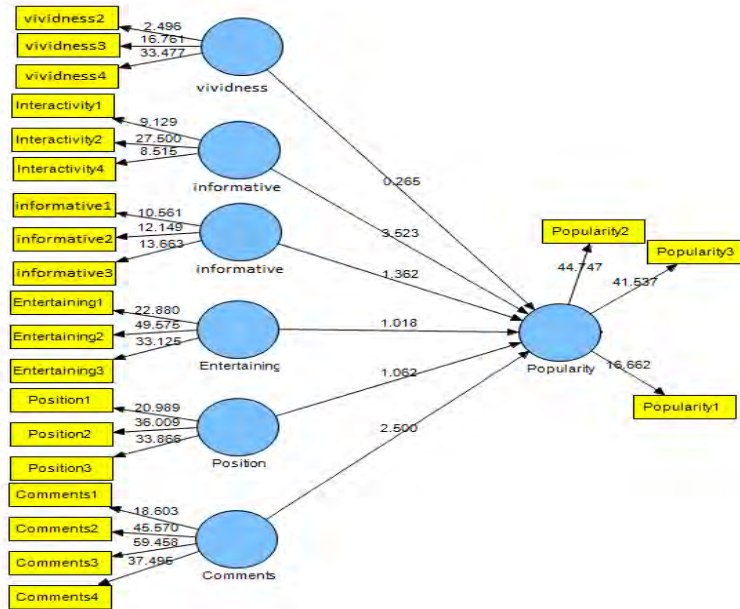 vividness2
2.496
vividness3
16.761
33.477
vividness4
vividness
Interactivity1
9.129
Interactivity2
27.500
8.515
Interactivity4
informative
informative1
10.561
informative2
12.149
13.663
informative3
informative
Entertaining1
22.880
Entertaining2
49.575
33.125
Entertaining3
Entertaining
Position1
20.989
Position2
36.009
33.866
Position3
Position
Comments1
18.603
Comments2
45.570
59.458
Comments3
37.495
Comments4
Comments
0.265
3.523
1.362
1.018
1.062
2.500
Popularity2
Popularity3
44.747
41.537
Popularity
16.662
Popularity1